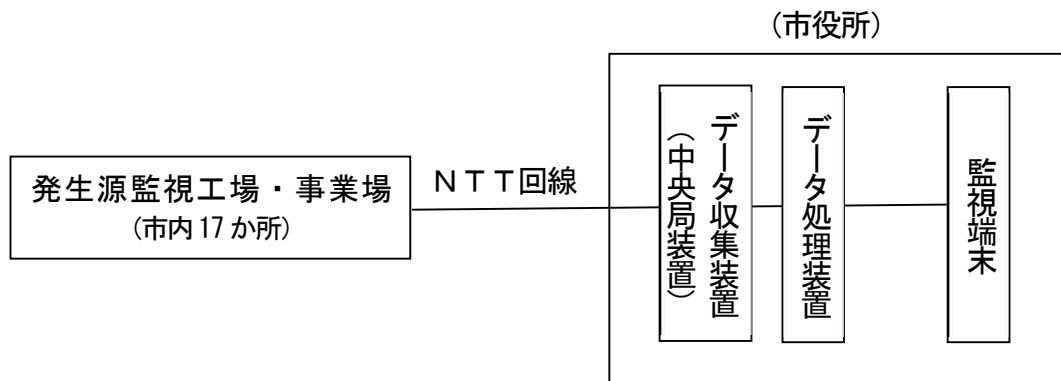 (市役所)
発生源監視工場・事業場
(市内17か所)
ＮＴＴ回線
データ収集装置
(中央局装置)
データ処理装置
監視端末